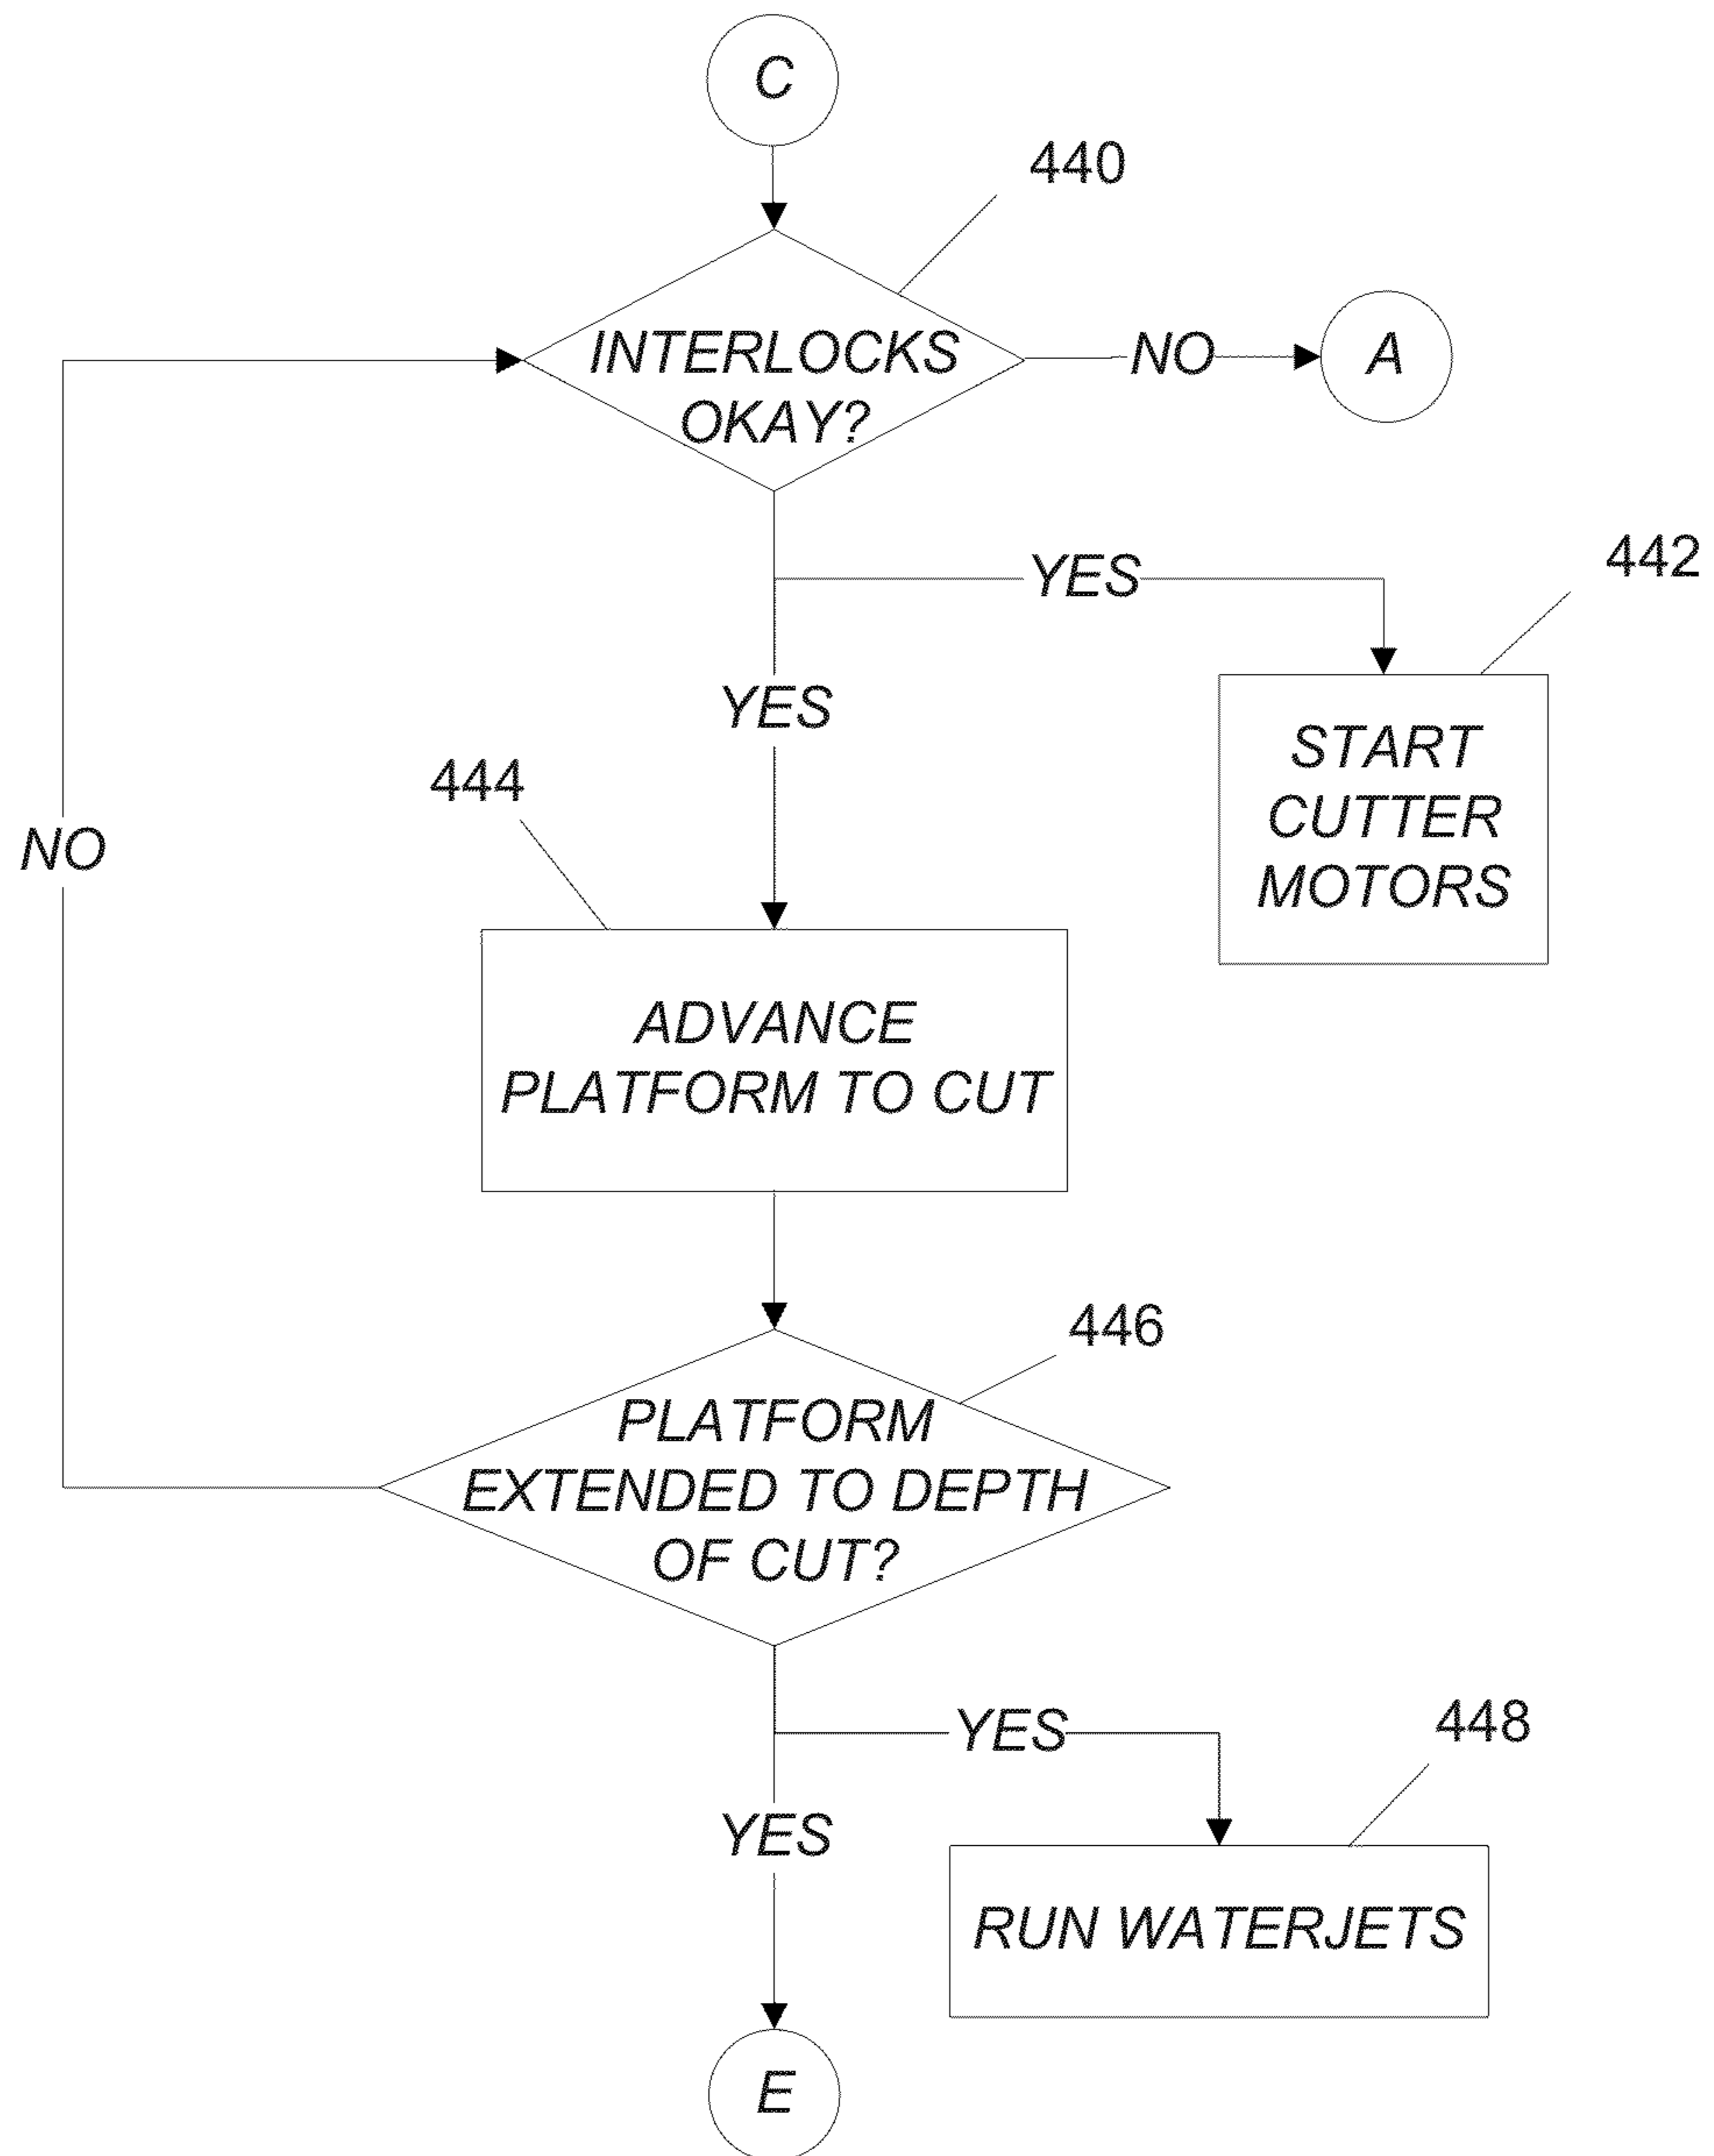 C
440
INTERLOCKS
OKAY?
NO
A
YES
442
YES
START
CUTTER
MOTORS
444
NO
ADVANCE
PLATFORM TO CUT
446
PLATFORM
EXTENDED TO DEPTH
OF CUT?
YES
448
YES
RUN WATERJETS
E